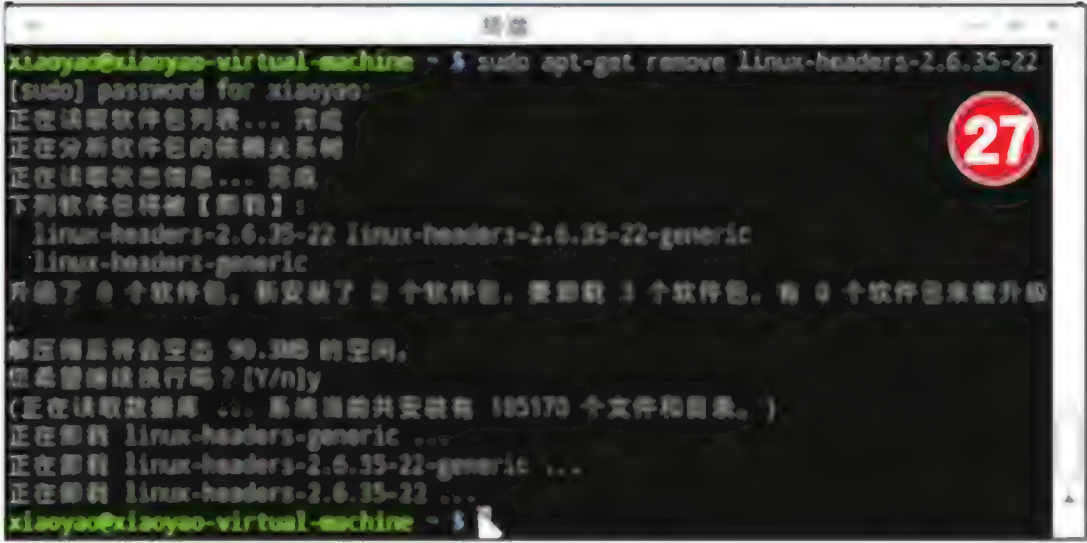 终端
xiaoyao@xiaoyao-virtual-machine ~ $ sudo apt-get remove linux-headers-2.6.35-22
[sudo] password for xiaoyao:
正在读取软件包列表... 完成
正在分析软件包的依赖关系树
正在读取状态信息... 完成
下列软件包将被【卸载】:
linux-headers-2.6.35-22 linux-headers-2.6.35-22-generic
linux-headers-generic
升级了 0 个软件包，新安装了 0 个软件包，要卸载 3 个软件包，有 0 个软件包未被升级
。
解压缩后将会空出 90.3MB 的空间。
您希望继续执行吗？[Y/n]y
(正在读取数据库 ... 系统当前共安装有 185170 个文件和目录。)
正在卸载 linux-headers-generic ...
正在卸载 linux-headers-2.6.35-22-generic ...
正在卸载 linux-headers-2.6.35-22 ...
xiaoyao@xiaoyao-virtual-machine ~ $
27